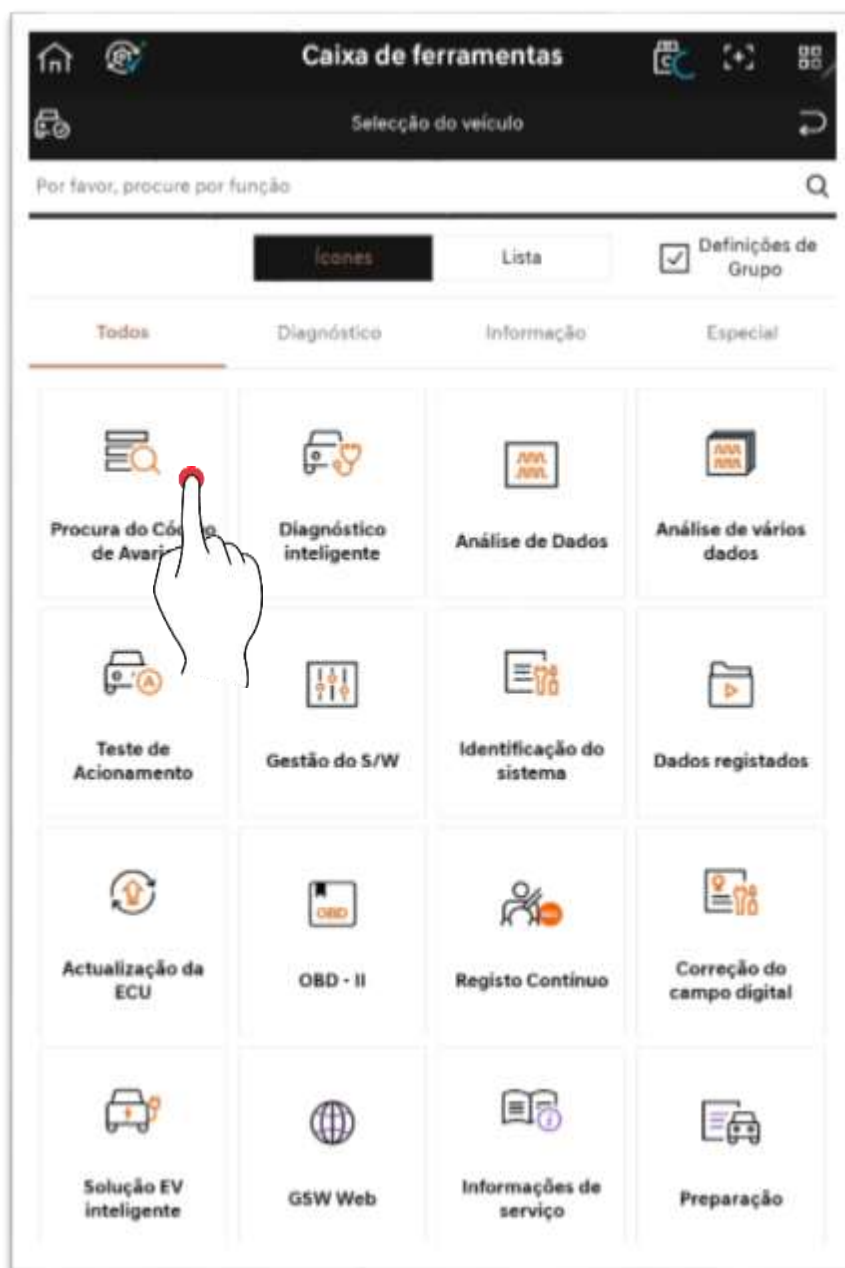 Caixa de ferramentas
Selecção do veículo
Por favor, procure por função
Ícones
Lista
Definições de
Grupo
Todos
Diagnóstico
Informação
Especial
Procura do
de
Diagnóstico
inteligente
Análise de Dados
Análise de vários
dados
Teste de
Acionamento
Gestão do S/W
Identificação do
sistema
Dados registados
Actualização da
ECU
OBD
OBD - II
Registo Contínuo
Correção do
campo digital
Solução EV
inteligente
GSW Web
Informações de
serviço
Preparação